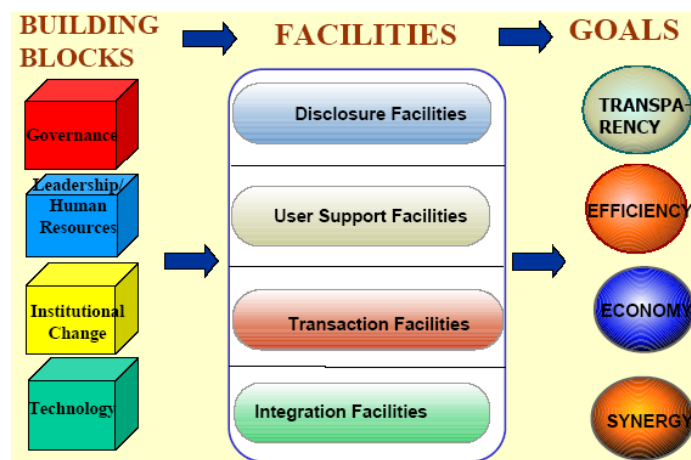 BUILDING
BLOCKS
FACILITIES
GOALS
Governance
Leadership/
Human
Resources
Institutional
Change
Technology
Disclosure Facilities
User Support Facilities
Transaction Facilities
Integration Facilities
TRANSPA-
RENCY
EFFICIENCY
ECONOMY
SYNERGY